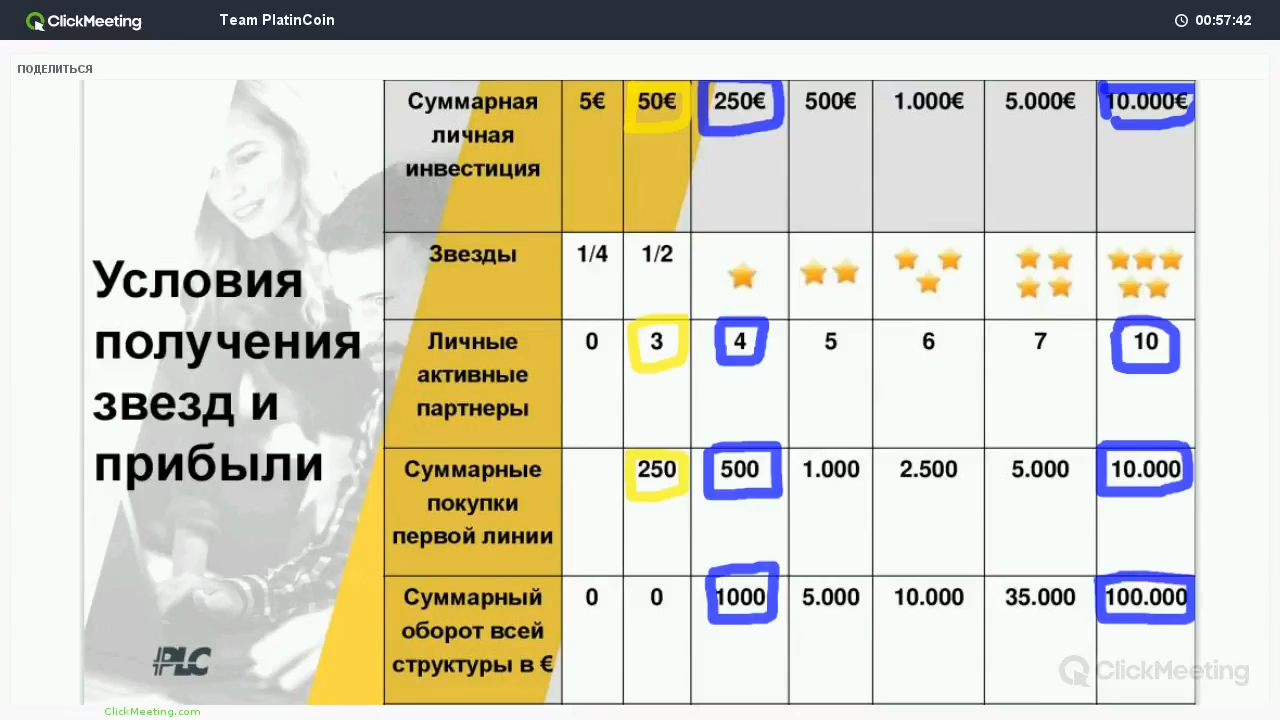 ClickMeeting
Team PlatinCoin
00:57:42
ПОДЕЛИТЬСЯ
Условия
получения
звезд и
прибыли
PLC
Суммарная
личная
инвестиция
5€ 50€ 250€ 500€ 1.000€ 5.000€ 10.000€
Звезды
1/4 1/2
Личные
активные
партнеры
0 3 4 5 6 7 10
Суммарные
покупки
первой линии
250 500 1.000 2.500 5.000 10.000
Суммарный
оборот всей
структуры в €
0 0 1000 5.000 10.000 35.000 100.000
ClickMeeting
ClickMeeting.com